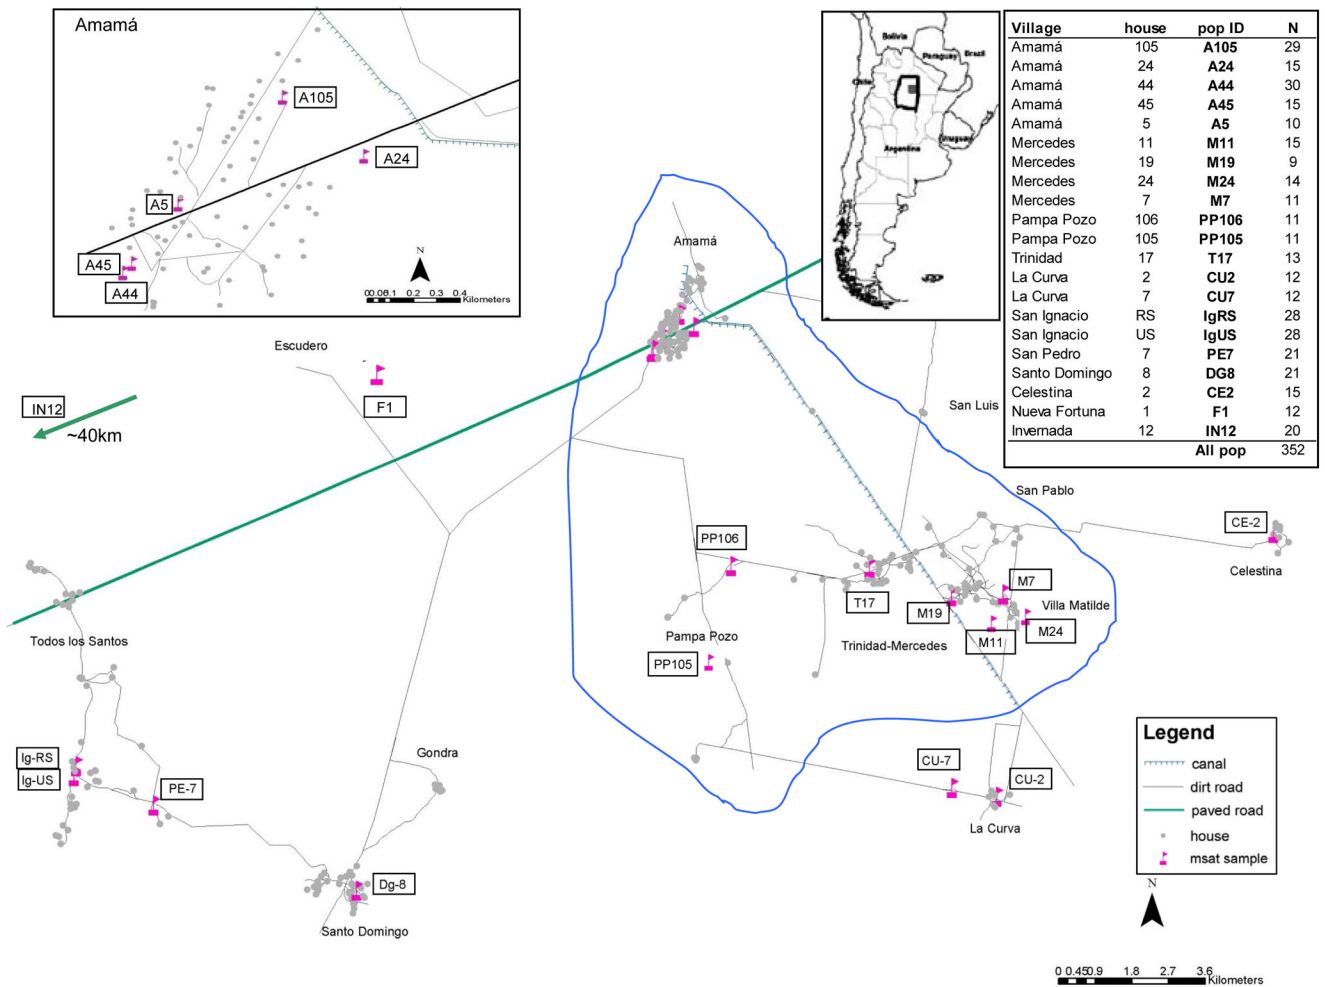 Amamá
A105
A24
A5
A45
A44
N
0 0.05 0.1 0.2 0.3 0.4
Kilometers
Bolivia
Paraguay
Brazil
Chile
Uruguay
Argentina
Village house pop ID N
Amamá 105 A105 29
Amamá 24 A24 15
Amamá 44 A44 30
Amamá 45 A45 15
Amamá 5 A5 10
Mercedes 11 M11 15
Mercedes 19 M19 9
Mercedes 24 M24 14
Mercedes 7 M7 11
Pampa Pozo 106 PP106 11
Pampa Pozo 105 PP105 11
Trinidad 17 T17 13
La Curva 2 CU2 12
La Curva 7 CU7 12
San Ignacio RS IgRS 28
San Ignacio US IgUS 28
San Pedro 7 PE7 21
Santo Domingo 8 DG8 21
Celestina 2 CE2 15
Nueva Fortuna 1 F1 12
Invernada 12 IN12 20
All pop 352
Amamá
Escudero
F1
IN12
~40km
San Luis
San Pablo
CE-2
Celestina
PP106
T17
M19
M7
Villa Matilde
M24
M11
Trinidad-Mercedes
Pampa Pozo
PP105
Todos los Santos
Ig-RS
Ig-US
PE-7
Gondra
CU-7
CU-2
La Curva
Dg-8
Santo Domingo
Legend
canal
dirt road
paved road
house
msat sample
N
0 0.45 0.9 1.8 2.7 3.6
Kilometers